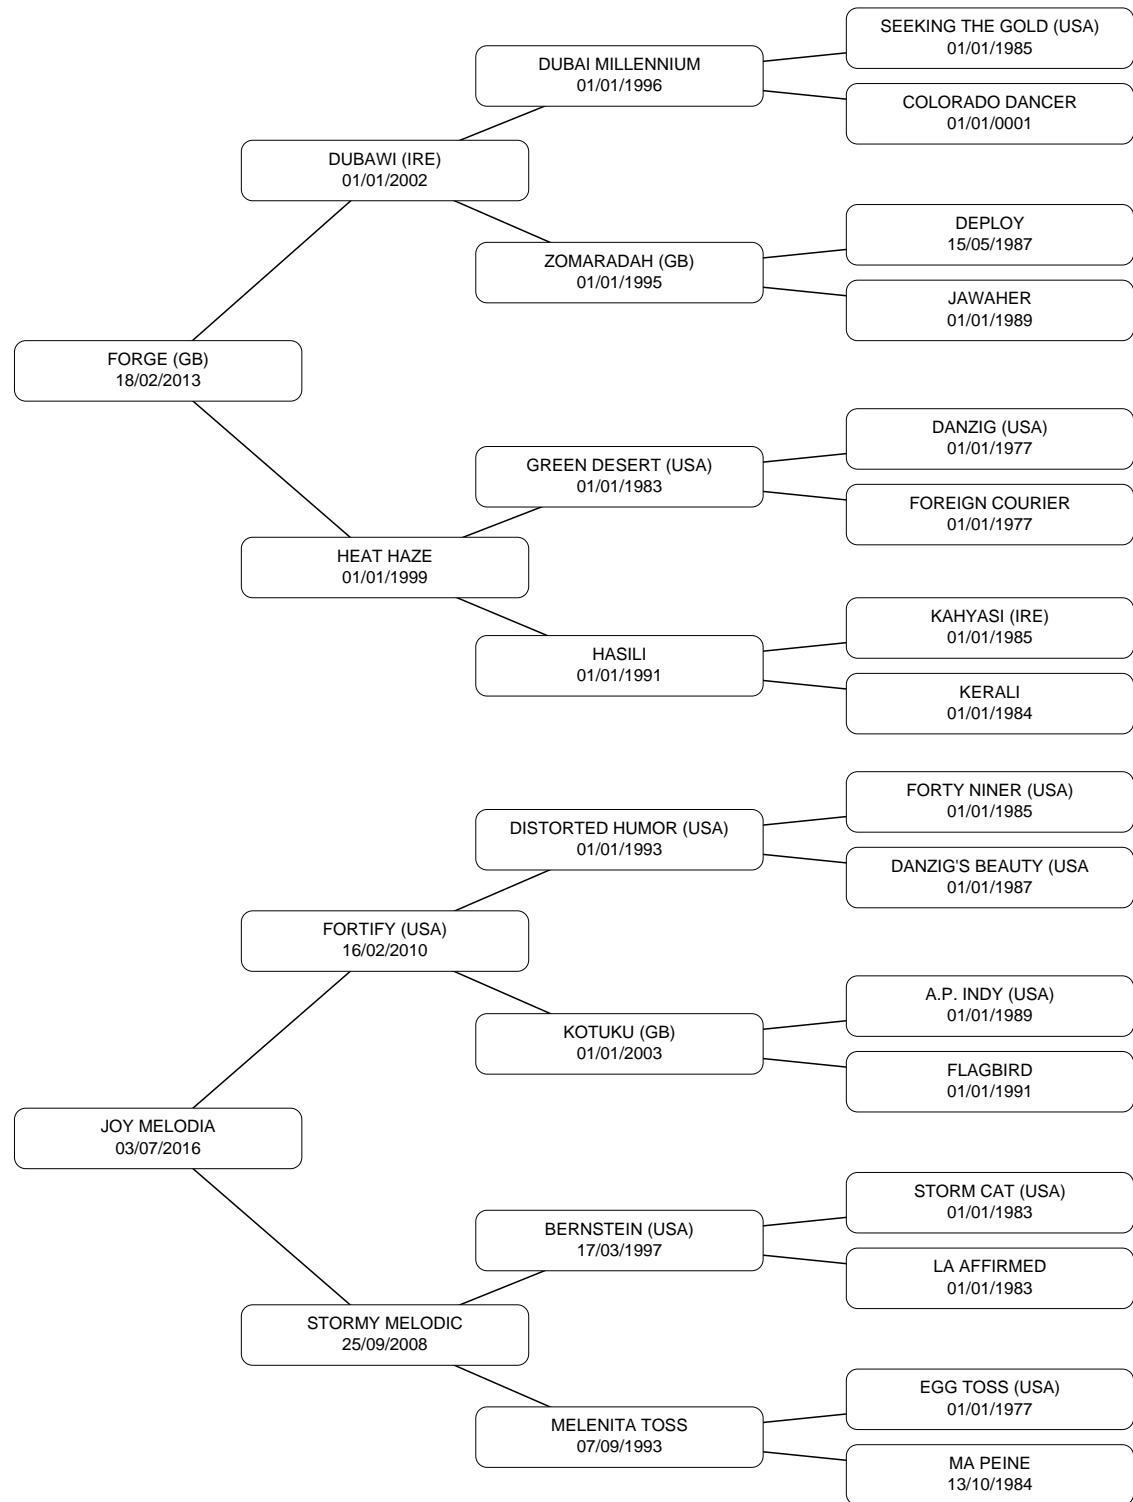 SEEKING THE GOLD (USA)
01/01/1985
DUBAI MILLENNIUM
01/01/1996
COLORADO DANCER
01/01/0001
DUBAWI (IRE)
01/01/2002
DEPLOY
15/05/1987
ZOMARADAH (GB)
01/01/1995
JAWAHER
01/01/1989
FORGE (GB)
18/02/2013
DANZIG (USA)
01/01/1977
GREEN DESERT (USA)
01/01/1983
FOREIGN COURIER
01/01/1977
HEAT HAZE
01/01/1999
KAHYASI (IRE)
01/01/1985
HASILI
01/01/1991
KERALI
01/01/1984
FORTY NINER (USA)
01/01/1985
DISTORTED HUMOR (USA)
01/01/1993
DANZIG'S BEAUTY (USA
01/01/1987
FORTIFY (USA)
16/02/2010
A.P. INDY (USA)
01/01/1989
KOTUKU (GB)
01/01/2003
FLAGBIRD
01/01/1991
JOY MELODIA
03/07/2016
STORM CAT (USA)
01/01/1983
BERNSTEIN (USA)
17/03/1997
LA AFFIRMED
01/01/1983
STORMY MELODIC
25/09/2008
EGG TOSS (USA)
01/01/1977
MELENITA TOSS
07/09/1993
MA PEINE
13/10/1984